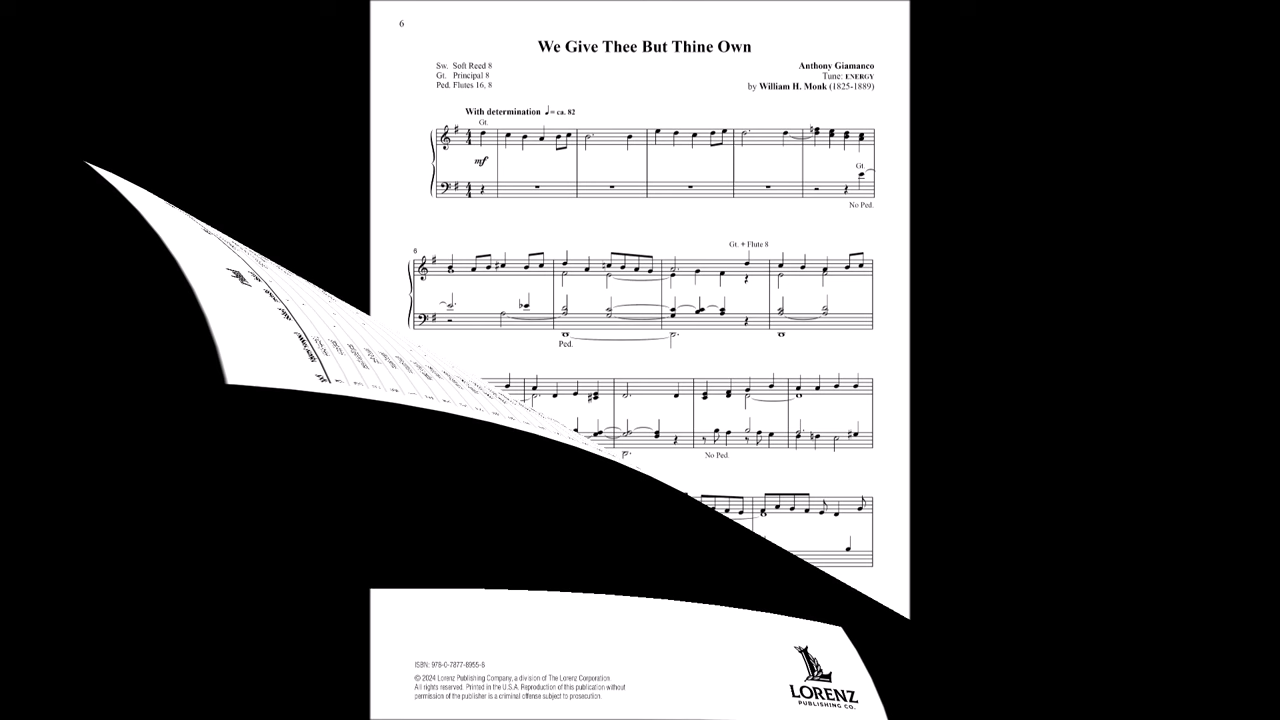 6
We Give Thee But Thine Own
Sw. Soft Reed 8
Gt. Principal 8
Ped. Flutes 16, 8
Anthony Giamanco
Tune: ENERGY
by William H. Monk (1825-1889)
With determination ♩= ca. 82
Gt.
mf
Gt.
No Ped.
6
Gt. + Flute 8
Ped.
No Ped.
ISBN: 978-0-7877-8955-8
© 2024 Lorenz Publishing Company, a division of The Lorenz Corporation.
All rights reserved. Printed in the U.S.A. Reproduction of this publication without
permission of the publisher is a criminal offense subject to prosecution.
LORENZ
PUBLISHING CO.